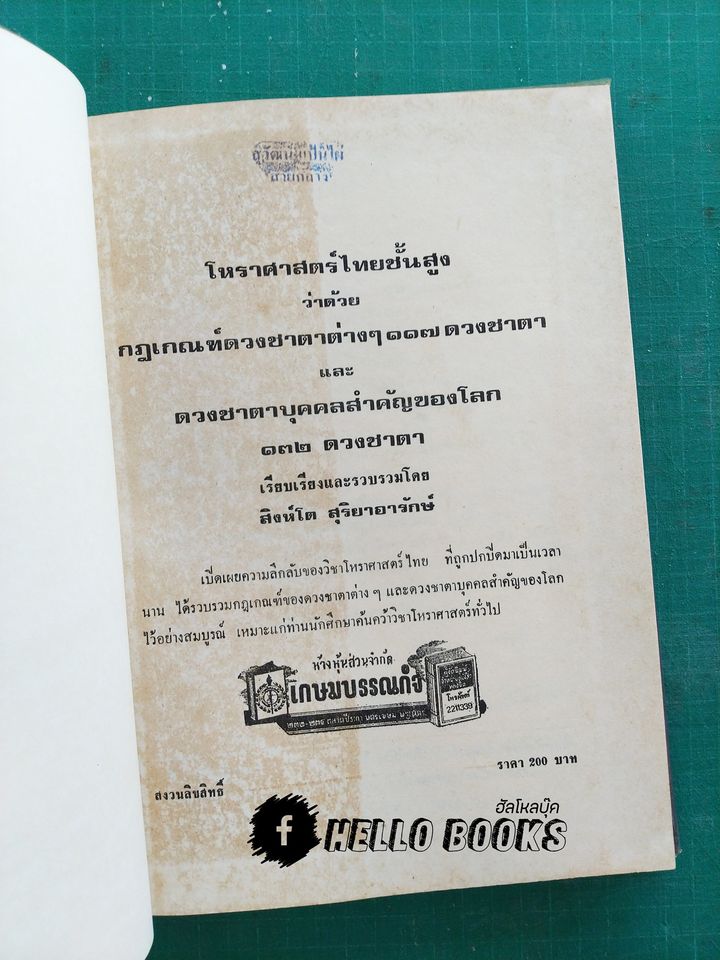 โหราศาสตร์ไทยชั้นสูง
ว่าด้วย
กฎเกณฑ์ดวงชาตาต่างๆ ๑๑๗ ดวงชาตา
และ
ดวงชาตาบุคคลสำคัญของโลก
๑๓๒ ดวงชาตา
เรียบเรียงและรวบรวมโดย
สิงห์โต สุริยาอารักษ์
เปิดเผยความลึกลับของวิชาโหราศาสตร์ไทย ที่ถูกปกปิดมาเป็นเวลา
นาน ได้รวบรวมกฎเกณฑ์ของดวงชาตาต่าง ๆ และดวงชาตาบุคคลสำคัญของโลก
ไว้อย่างสมบูรณ์ เหมาะแก่ท่านนักศึกษาค้นคว้าวิชาโหราศาสตร์ทั่วไป
ห้างหุ้นส่วนจำกัด
เกษมบรรณกิจ
โทรศัพท์
2211339
ราคา 200 บาท
สงวนลิขสิทธิ์
ฮัลโหลบุ๊ค
f HELLO BOOKS